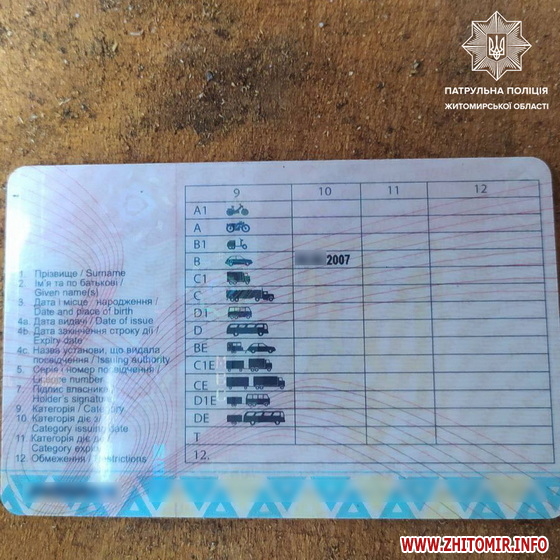 ПАТРУЛЬНА ПОЛІЦІЯ
ЖИТОМИРСЬКОЇ ОБЛАСТІ
9 10 11 12
A1
A
B1
B 2007
C1
C
D1
D
BE
C1E
CE
D1E
DE
T
12.
1. Прізвище / Surname
2. Ім'я та по батькові /
Given name(s)
3. Дата і місце народження /
Date and place of birth
4a. Дата видачі / Date of issue
4b. Дата закінчення строку дії /
Expiry date
4c. Назва установи, що видала
посвідчення / Issuing authority
5. Серія і номер посвідчення /
Licence number
7. Підпис власника /
Holder's signature
9. Категорія / Category
10. Категорія діє з /
Category issuing date
11. Категорія діє до /
Category expiry
12. Обмеження / Restrictions
WWW.ZHITOMIR.INFO